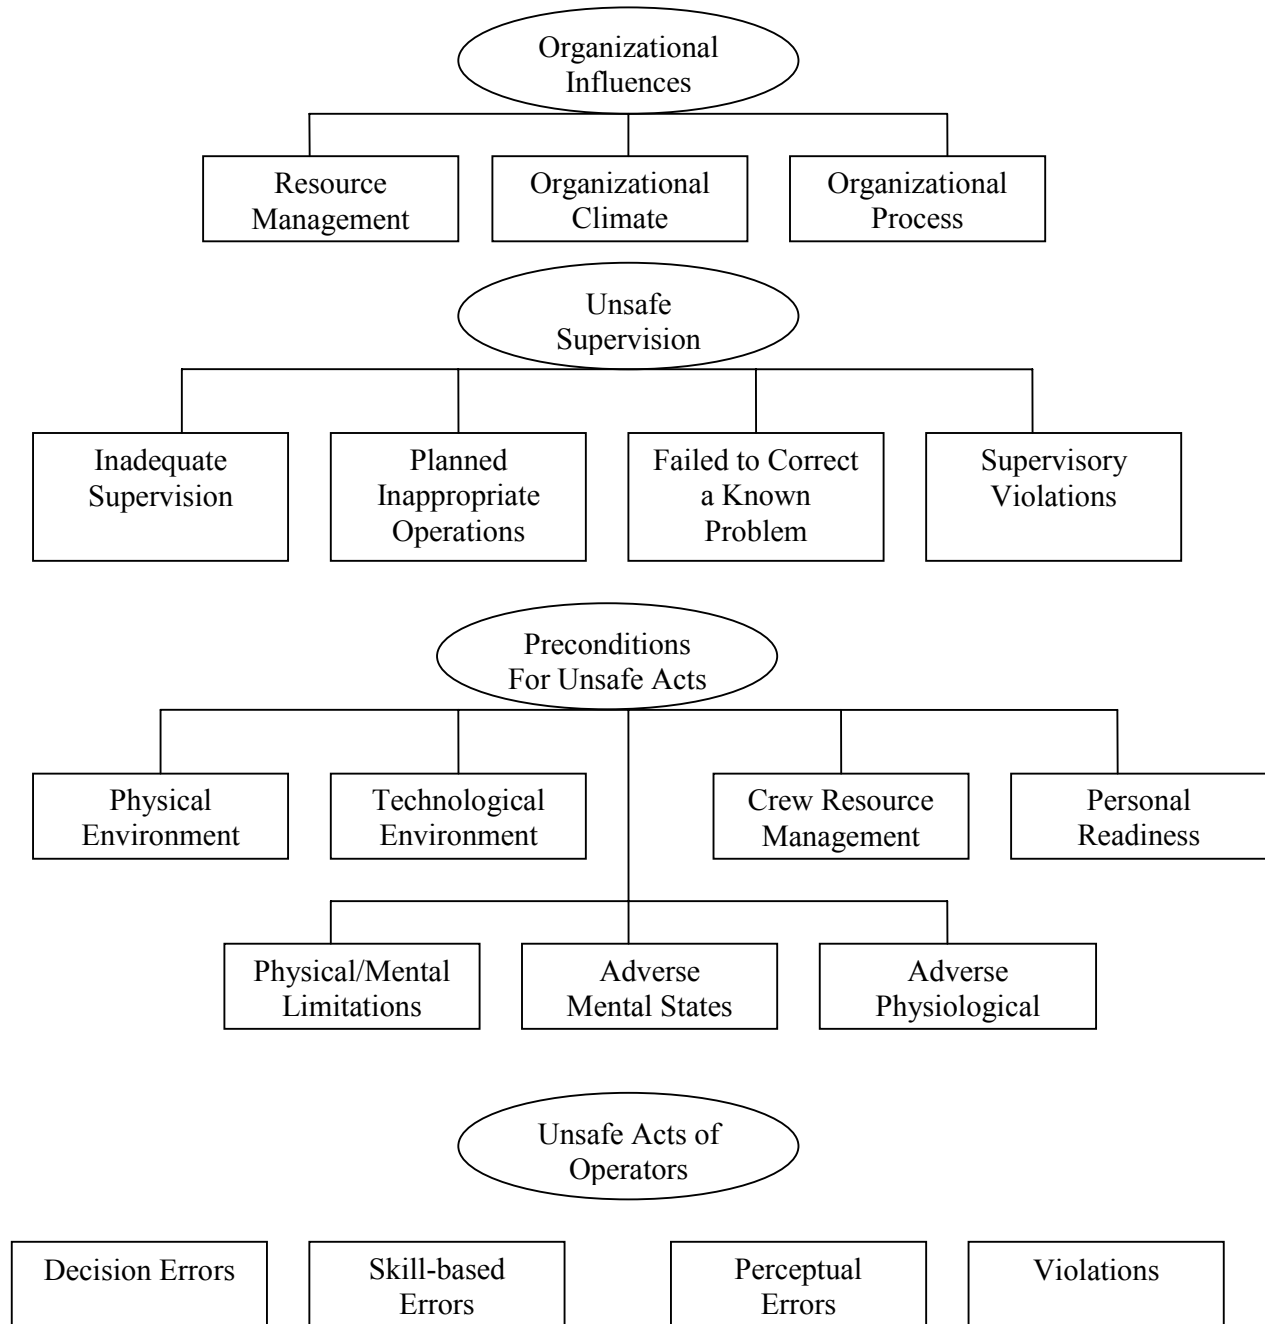 Organizational
Influences
Resource
Management
Organizational
Climate
Organizational
Process
Unsafe
Supervision
Inadequate
Supervision
Planned
Inappropriate
Operations
Failed to Correct
a Known
Problem
Supervisory
Violations
Preconditions
For Unsafe Acts
Physical
Environment
Technological
Environment
Crew Resource
Management
Personal
Readiness
Physical/Mental
Limitations
Adverse
Mental States
Adverse
Physiological
Unsafe Acts of
Operators
Decision Errors
Skill-based
Errors
Perceptual
Errors
Violations